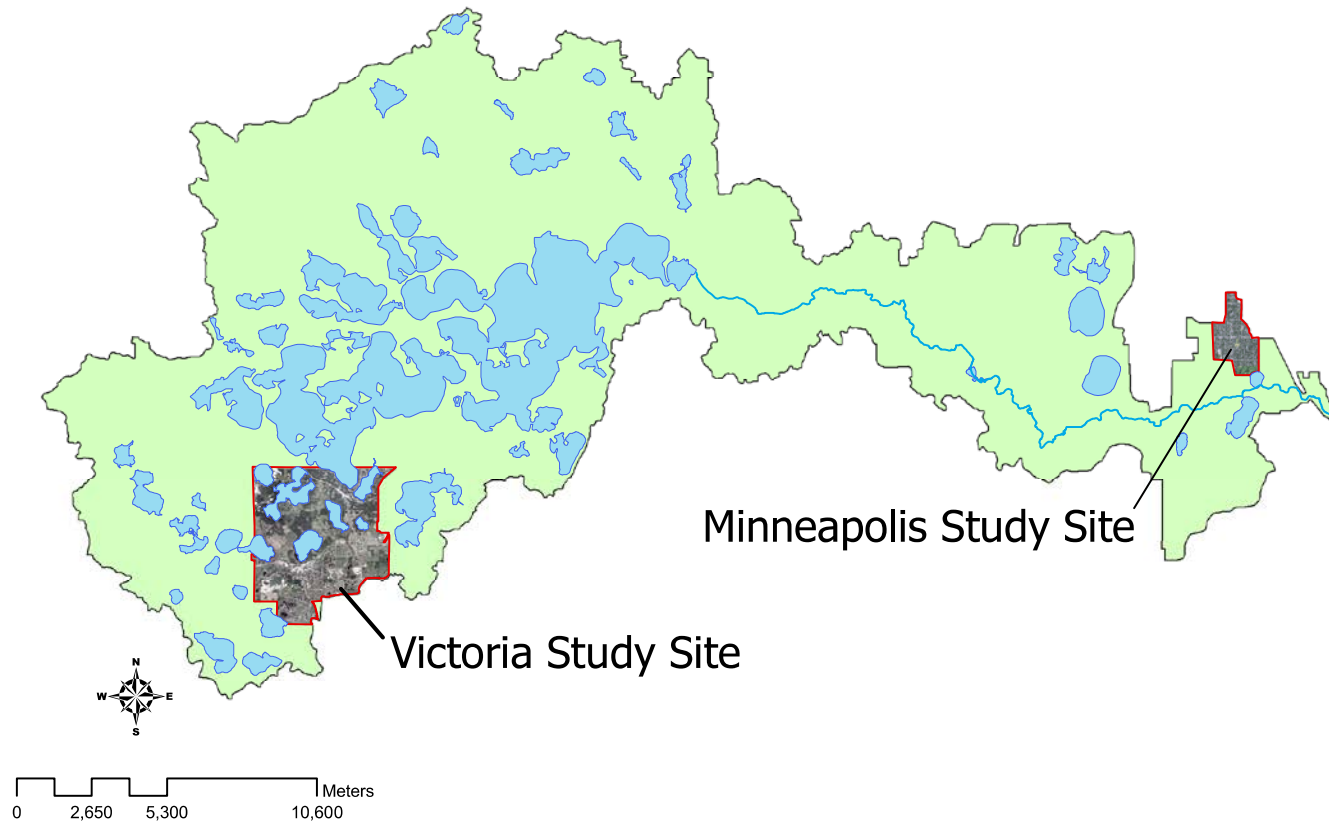 Minneapolis Study Site
Victoria Study Site
N
W E
S
Meters
0 2,650 5,300 10,600